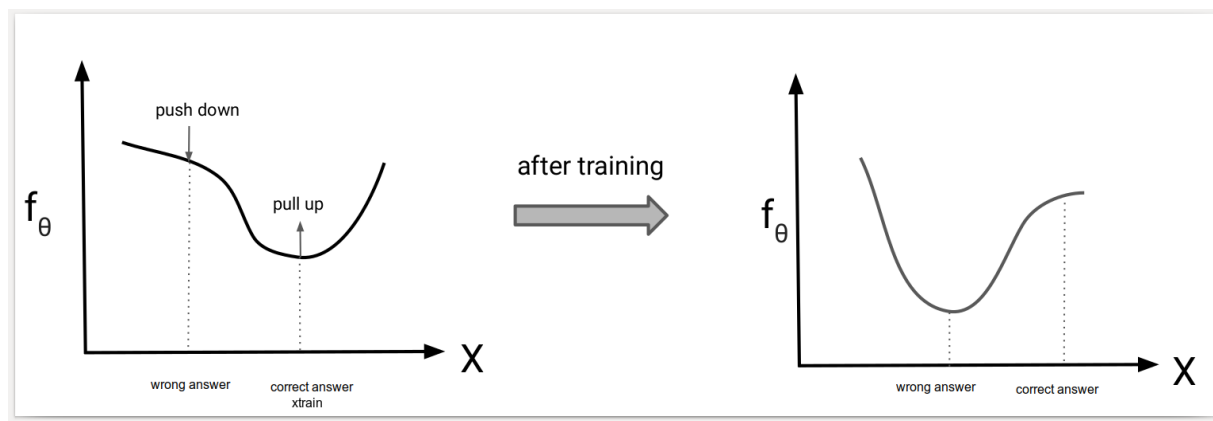 push down
pull up
fθ
X
wrong answer
correct answer
xtrain
after training
fθ
X
wrong answer
correct answer